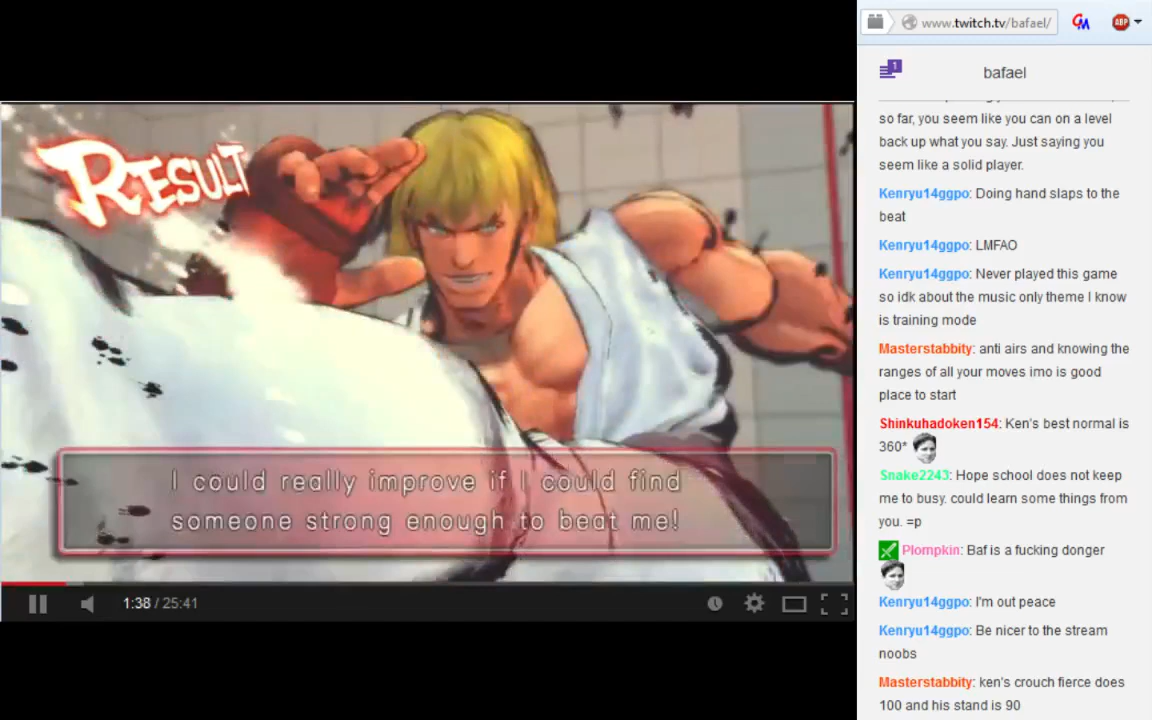 RESULT
I could really improve if I could find
someone strong enough to beat me!
1:38 / 25:41
www.twitch.tv/bafael/
GM
ABP
1
bafael
so far, you seem like you can on a level
back up what you say. Just saying you
seem like a solid player.
Kenryu14ggpo: Doing hand slaps to the
beat
Kenryu14ggpo: LMFAO
Kenryu14ggpo: Never played this game
so idk about the music only theme I know
is training mode
Masterstabbity: anti airs and knowing the
ranges of all your moves imo is good
place to start
Shinkuhadoken154: Ken's best normal is
360*
Snake2243: Hope school does not keep
me to busy. could learn some things from
you. =p
Plompkin: Baf is a fucking donger
Kenryu14ggpo: I'm out peace
Kenryu14ggpo: Be nicer to the stream
noobs
Masterstabbity: ken's crouch fierce does
100 and his stand is 90